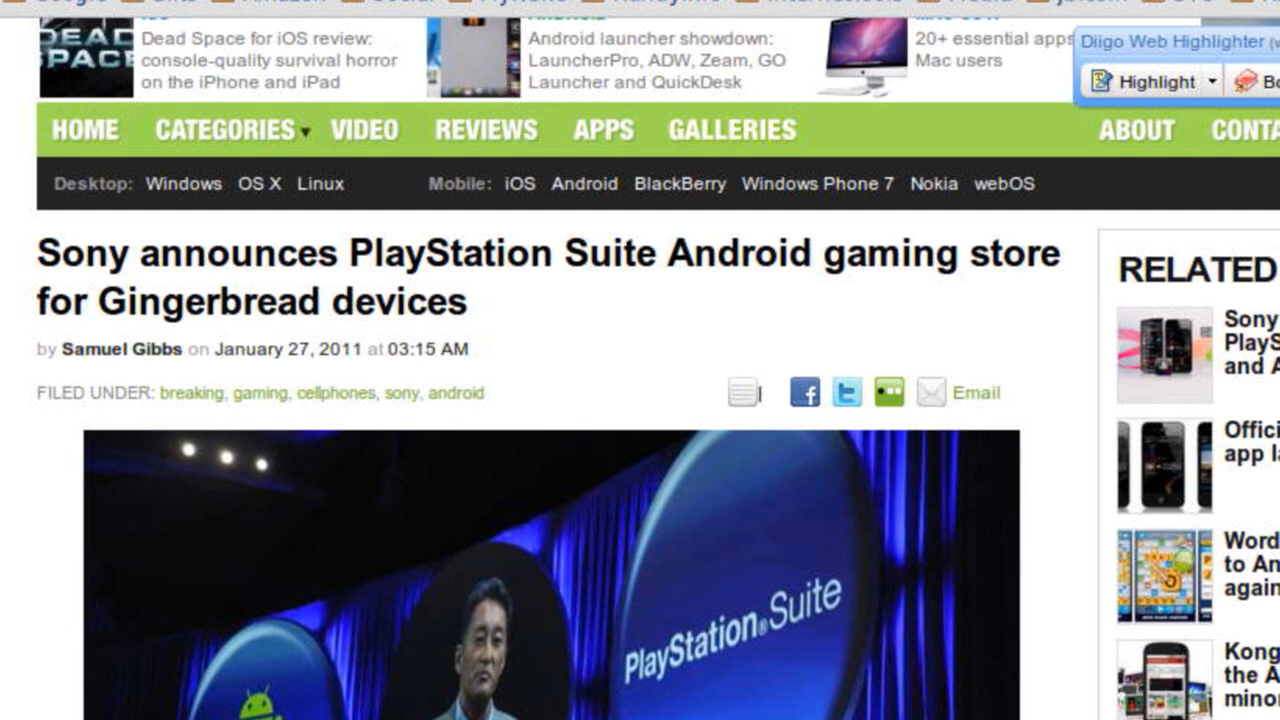 Dead Space for iOS review:
console-quality survival horror
on the iPhone and iPad
DEAD
SPACE
Android launcher showdown:
LauncherPro, ADW, Zeam, GO
Launcher and QuickDesk
20+ essential apps
Mac users
Diigo Web Highlighter
Highlight
HOME CATEGORIES VIDEO REVIEWS APPS GALLERIES ABOUT CONTA
Desktop: Windows OS X Linux Mobile: iOS Android BlackBerry Windows Phone 7 Nokia webOS
Sony announces PlayStation Suite Android gaming store
for Gingerbread devices
by Samuel Gibbs on January 27, 2011 at 03:15 AM
FILED UNDER: breaking, gaming, cellphones, sony, android
Email
PlayStation® Suite
RELATED
Sony
PlayS
and A
Offici
app la
Word
to An
again
Kong
the A
mino